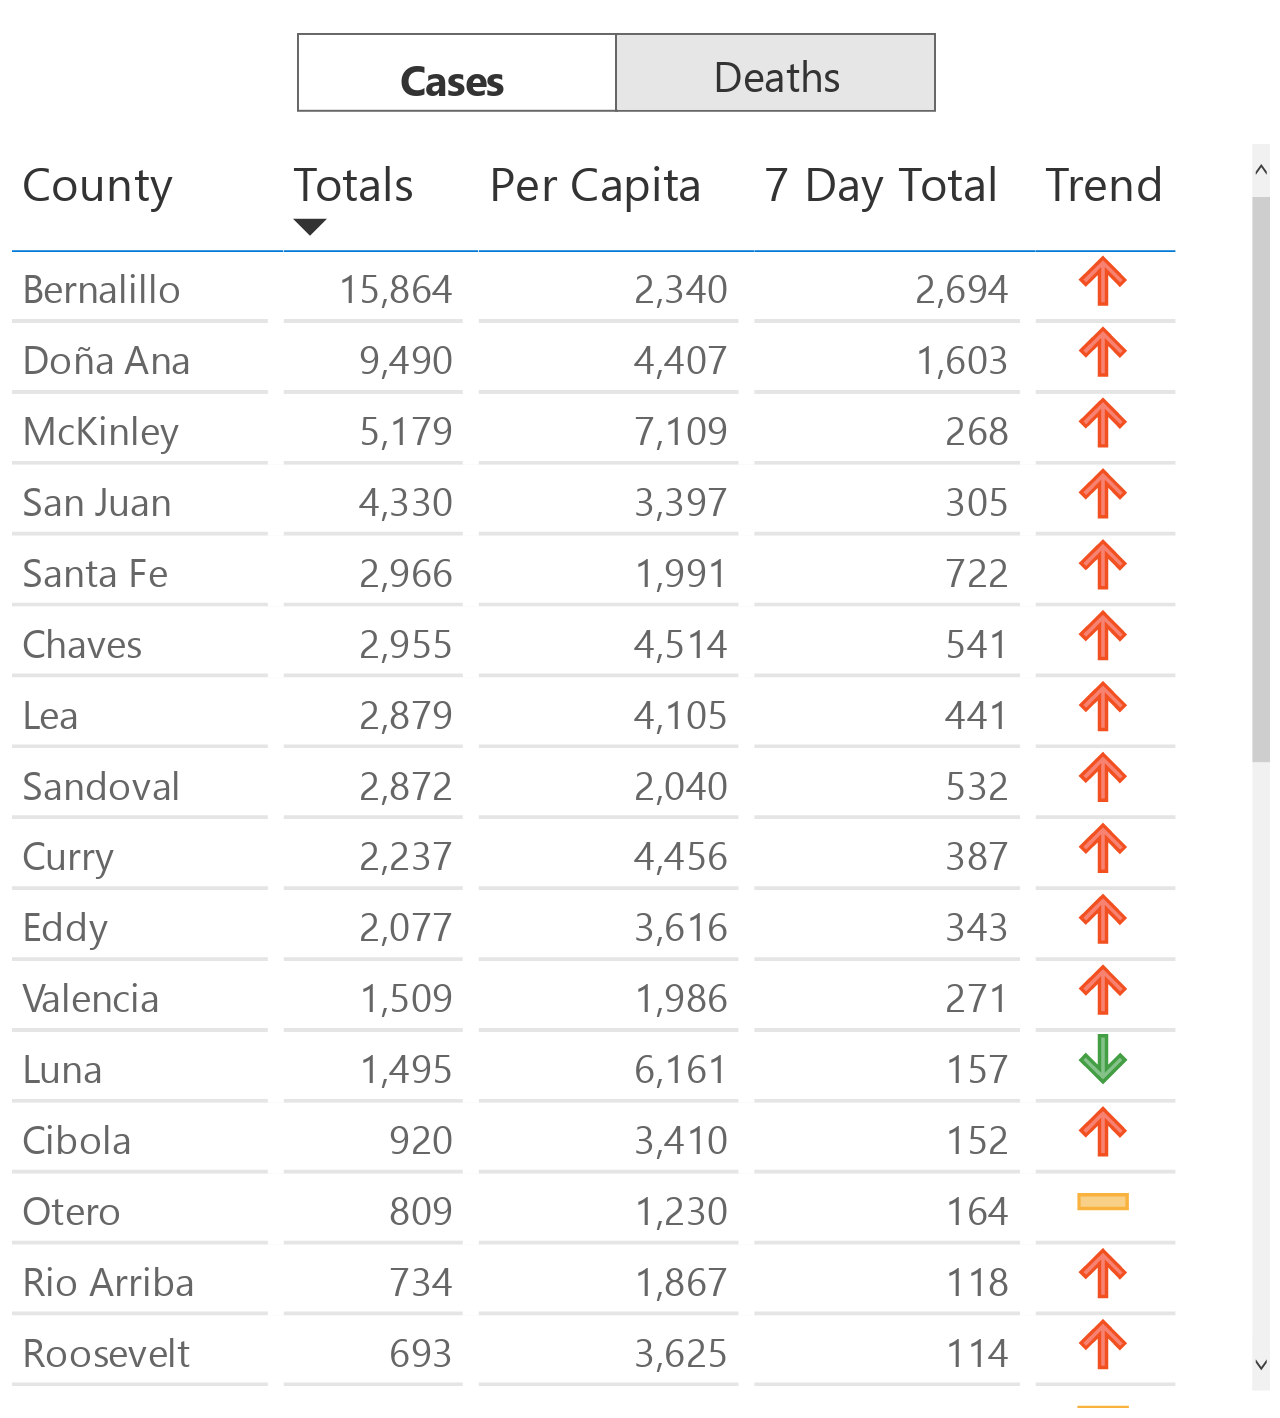 Cases Deaths
County Totals Per Capita 7 Day Total Trend
Bernalillo 15,864 2,340 2,694
Doña Ana 9,490 4,407 1,603
McKinley 5,179 7,109 268
San Juan 4,330 3,397 305
Santa Fe 2,966 1,991 722
Chaves 2,955 4,514 541
Lea 2,879 4,105 441
Sandoval 2,872 2,040 532
Curry 2,237 4,456 387
Eddy 2,077 3,616 343
Valencia 1,509 1,986 271
Luna 1,495 6,161 157
Cibola 920 3,410 152
Otero 809 1,230 164
Rio Arriba 734 1,867 118
Roosevelt 693 3,625 114